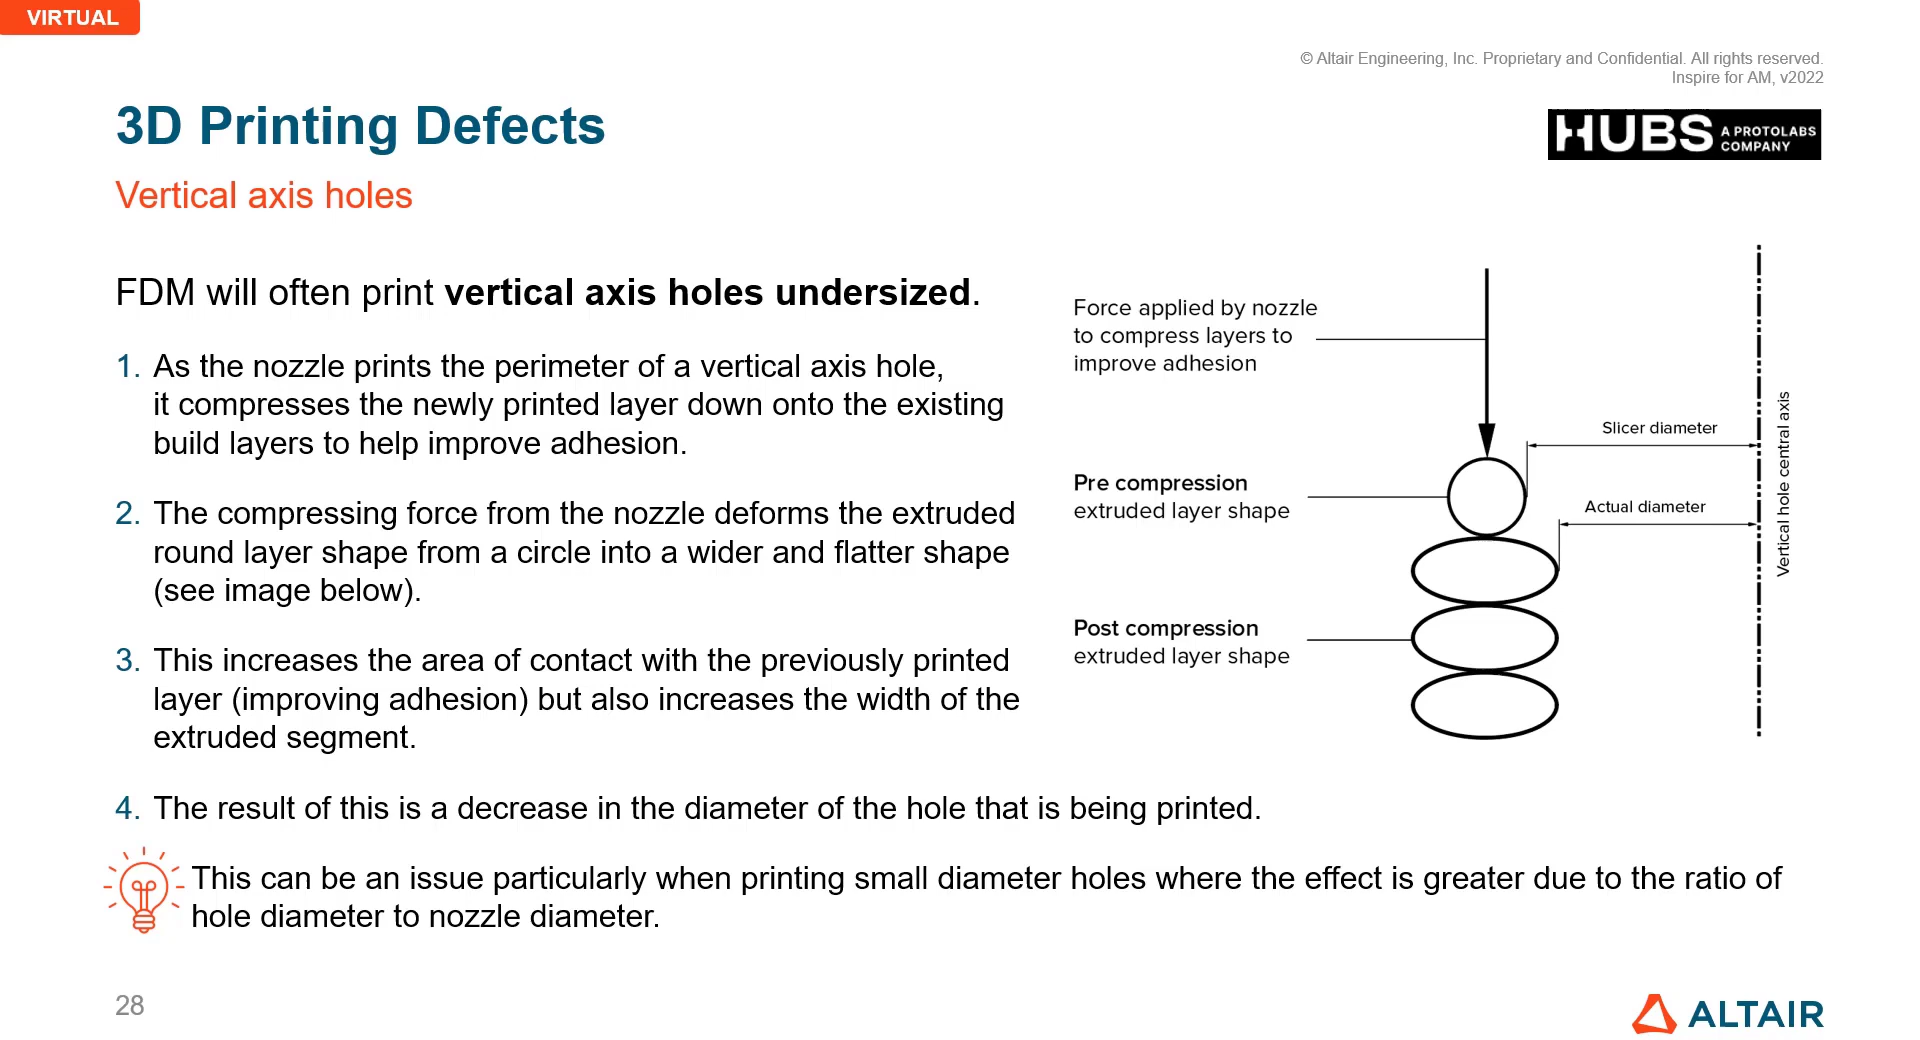 VIRTUAL
© Altair Engineering, Inc. Proprietary and Confidential. All rights reserved.
Inspire for AM, v2022
3D Printing Defects
HUBS A PROTOLABS
COMPANY
Vertical axis holes
FDM will often print vertical axis holes undersized.
1. As the nozzle prints the perimeter of a vertical axis hole,
it compresses the newly printed layer down onto the existing
build layers to help improve adhesion.
2. The compressing force from the nozzle deforms the extruded
round layer shape from a circle into a wider and flatter shape
(see image below).
3. This increases the area of contact with the previously printed
layer (improving adhesion) but also increases the width of the
extruded segment.
4. The result of this is a decrease in the diameter of the hole that is being printed.
This can be an issue particularly when printing small diameter holes where the effect is greater due to the ratio of
hole diameter to nozzle diameter.
Force applied by nozzle
to compress layers to
improve adhesion
Slicer diameter
Pre compression
extruded layer shape
Actual diameter
Vertical hole central axis
Post compression
extruded layer shape
28
ALTAIR